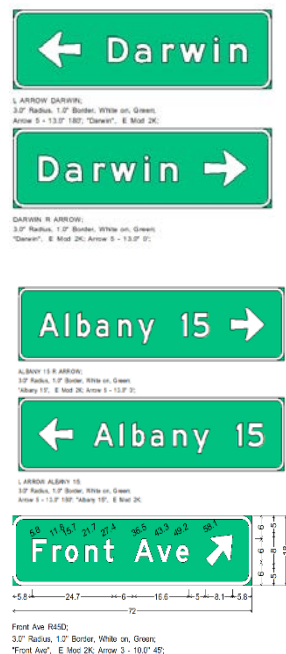 ← Darwin
L ARROW DARWIN;
3.0" Radius, 1.0" Border, White on, Green;
Arrow 5 - 13.0" 180'; "Darwin", E Mod 2K;
Darwin →
DARWIN R ARROW;
3.0" Radius, 1.0" Border, White on, Green;
"Darwin", E Mod 2K; Arrow 5 - 13.0" 0';
Albany 15 →
ALBANY 15 R ARROW;
3.0" Radius, 1.0" Border, White on, Green;
"Albany 15", E Mod 2K; Arrow 5 - 13.0" 0';
← Albany 15
L ARROW ALBANY 15;
3.0" Radius, 1.0" Border, White on, Green;
Arrow 5 - 13.0" 180'; "Albany 15", E Mod 2K;
5.8 11.6 15.7 21.7 27.4 36.5 43.3 49.2 58.1
Front Ave ↗
6 6 6
5 8 5
18
5.8 24.7 6 16.6 5 8.1 5.8
72
Front Ave R45D;
3.0" Radius, 1.0" Border, White on, Green;
"Front Ave", E Mod 2K; Arrow 3 - 10.0" 45';